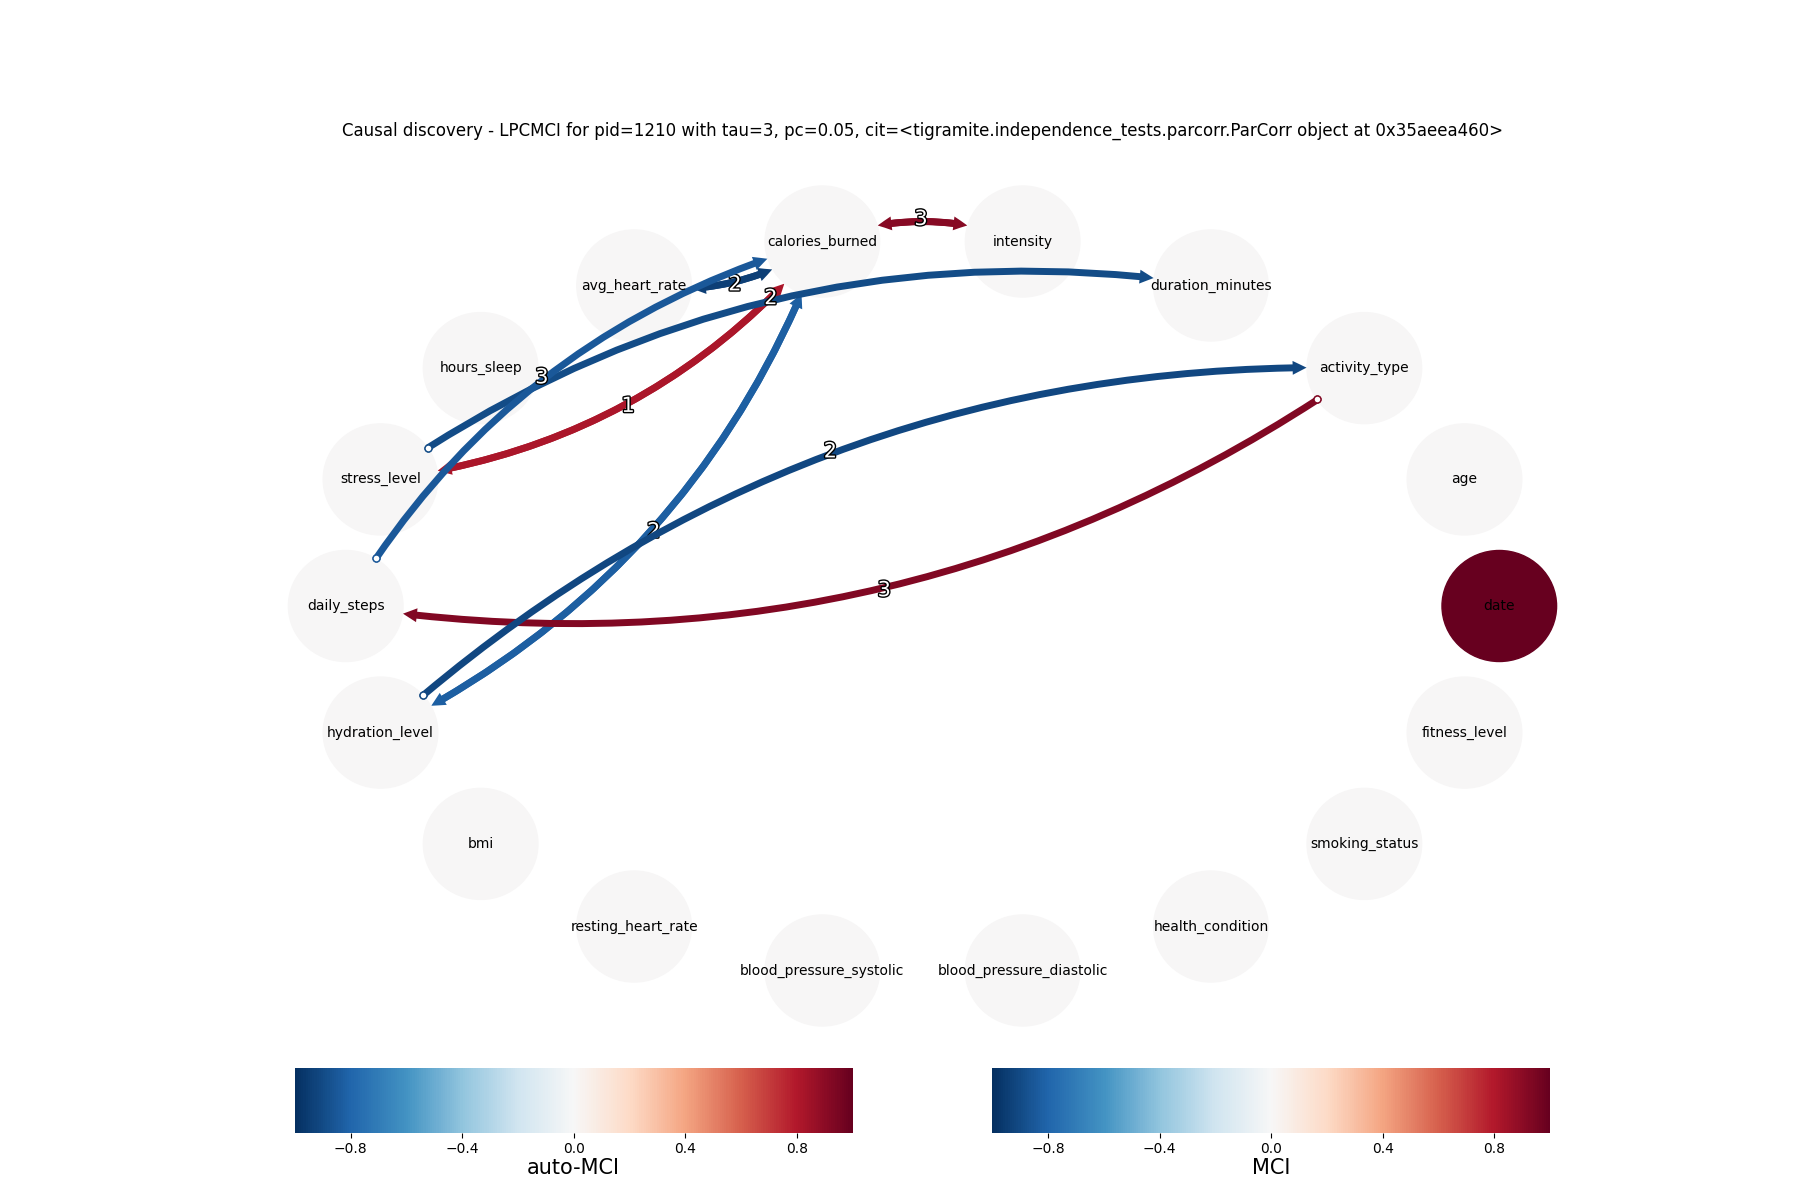 Causal discovery - LPCMCI for pid=1210 with tau=3, pc=0.05, cit=<tigramite.independence_tests.parcorr.ParCorr object at 0x35aeea460>
calories_burned
3
intensity
avg_heart_rate
2
2
duration_minutes
hours_sleep
3
activity_type
1
2
stress_level
age
2
3
daily_steps
date
hydration_level
fitness_level
bmi
smoking_status
resting_heart_rate
health_condition
blood_pressure_systolic
blood_pressure_diastolic
−0.8 −0.4 0.0 0.4 0.8
auto-MCI
−0.8 −0.4 0.0 0.4 0.8
MCI